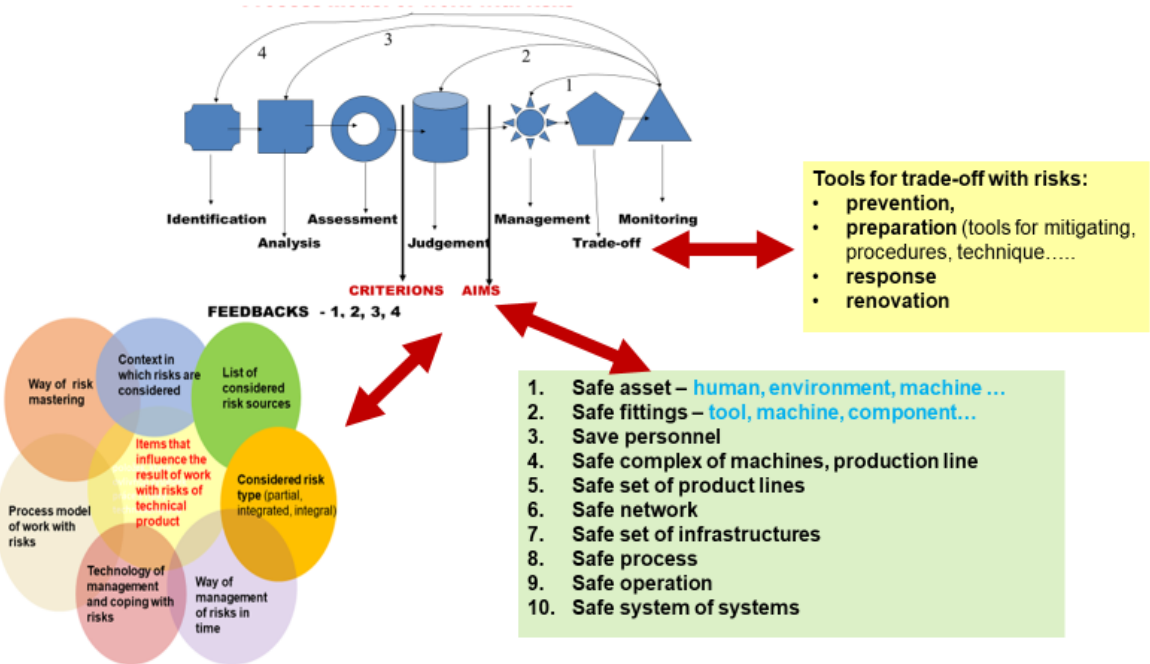 4
3
2
1
Identification
Assessment
Management
Monitoring
Analysis
Judgement
Trade-off
CRITERIONS AIMS
FEEDBACKS - 1, 2, 3, 4
Tools for trade-off with risks:
• prevention,
• preparation (tools for mitigating,
procedures, technique…..
• response
• renovation
Way of risk
mastering
Context in
which risks are
considered
List of
considered
risk sources
Items that
influence the
result of work
with risks of
technical
product
Considered risk
type (partial,
integrated, integral)
Process model
of work with
risks
Technology of
management
and coping with
risks
Way of
management
of risks in
time
1. Safe asset – human, environment, machine …
2. Safe fittings – tool, machine, component…
3. Save personnel
4. Safe complex of machines, production line
5. Safe set of product lines
6. Safe network
7. Safe set of infrastructures
8. Safe process
9. Safe operation
10. Safe system of systems